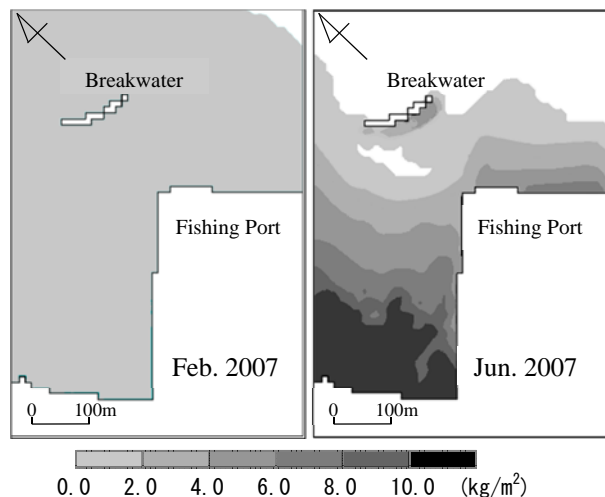 Breakwater
Fishing Port
Feb. 2007
0 100m
Breakwater
Fishing Port
Jun. 2007
0 100m
0.0 2.0 4.0 6.0 8.0 10.0 (kg/m²)